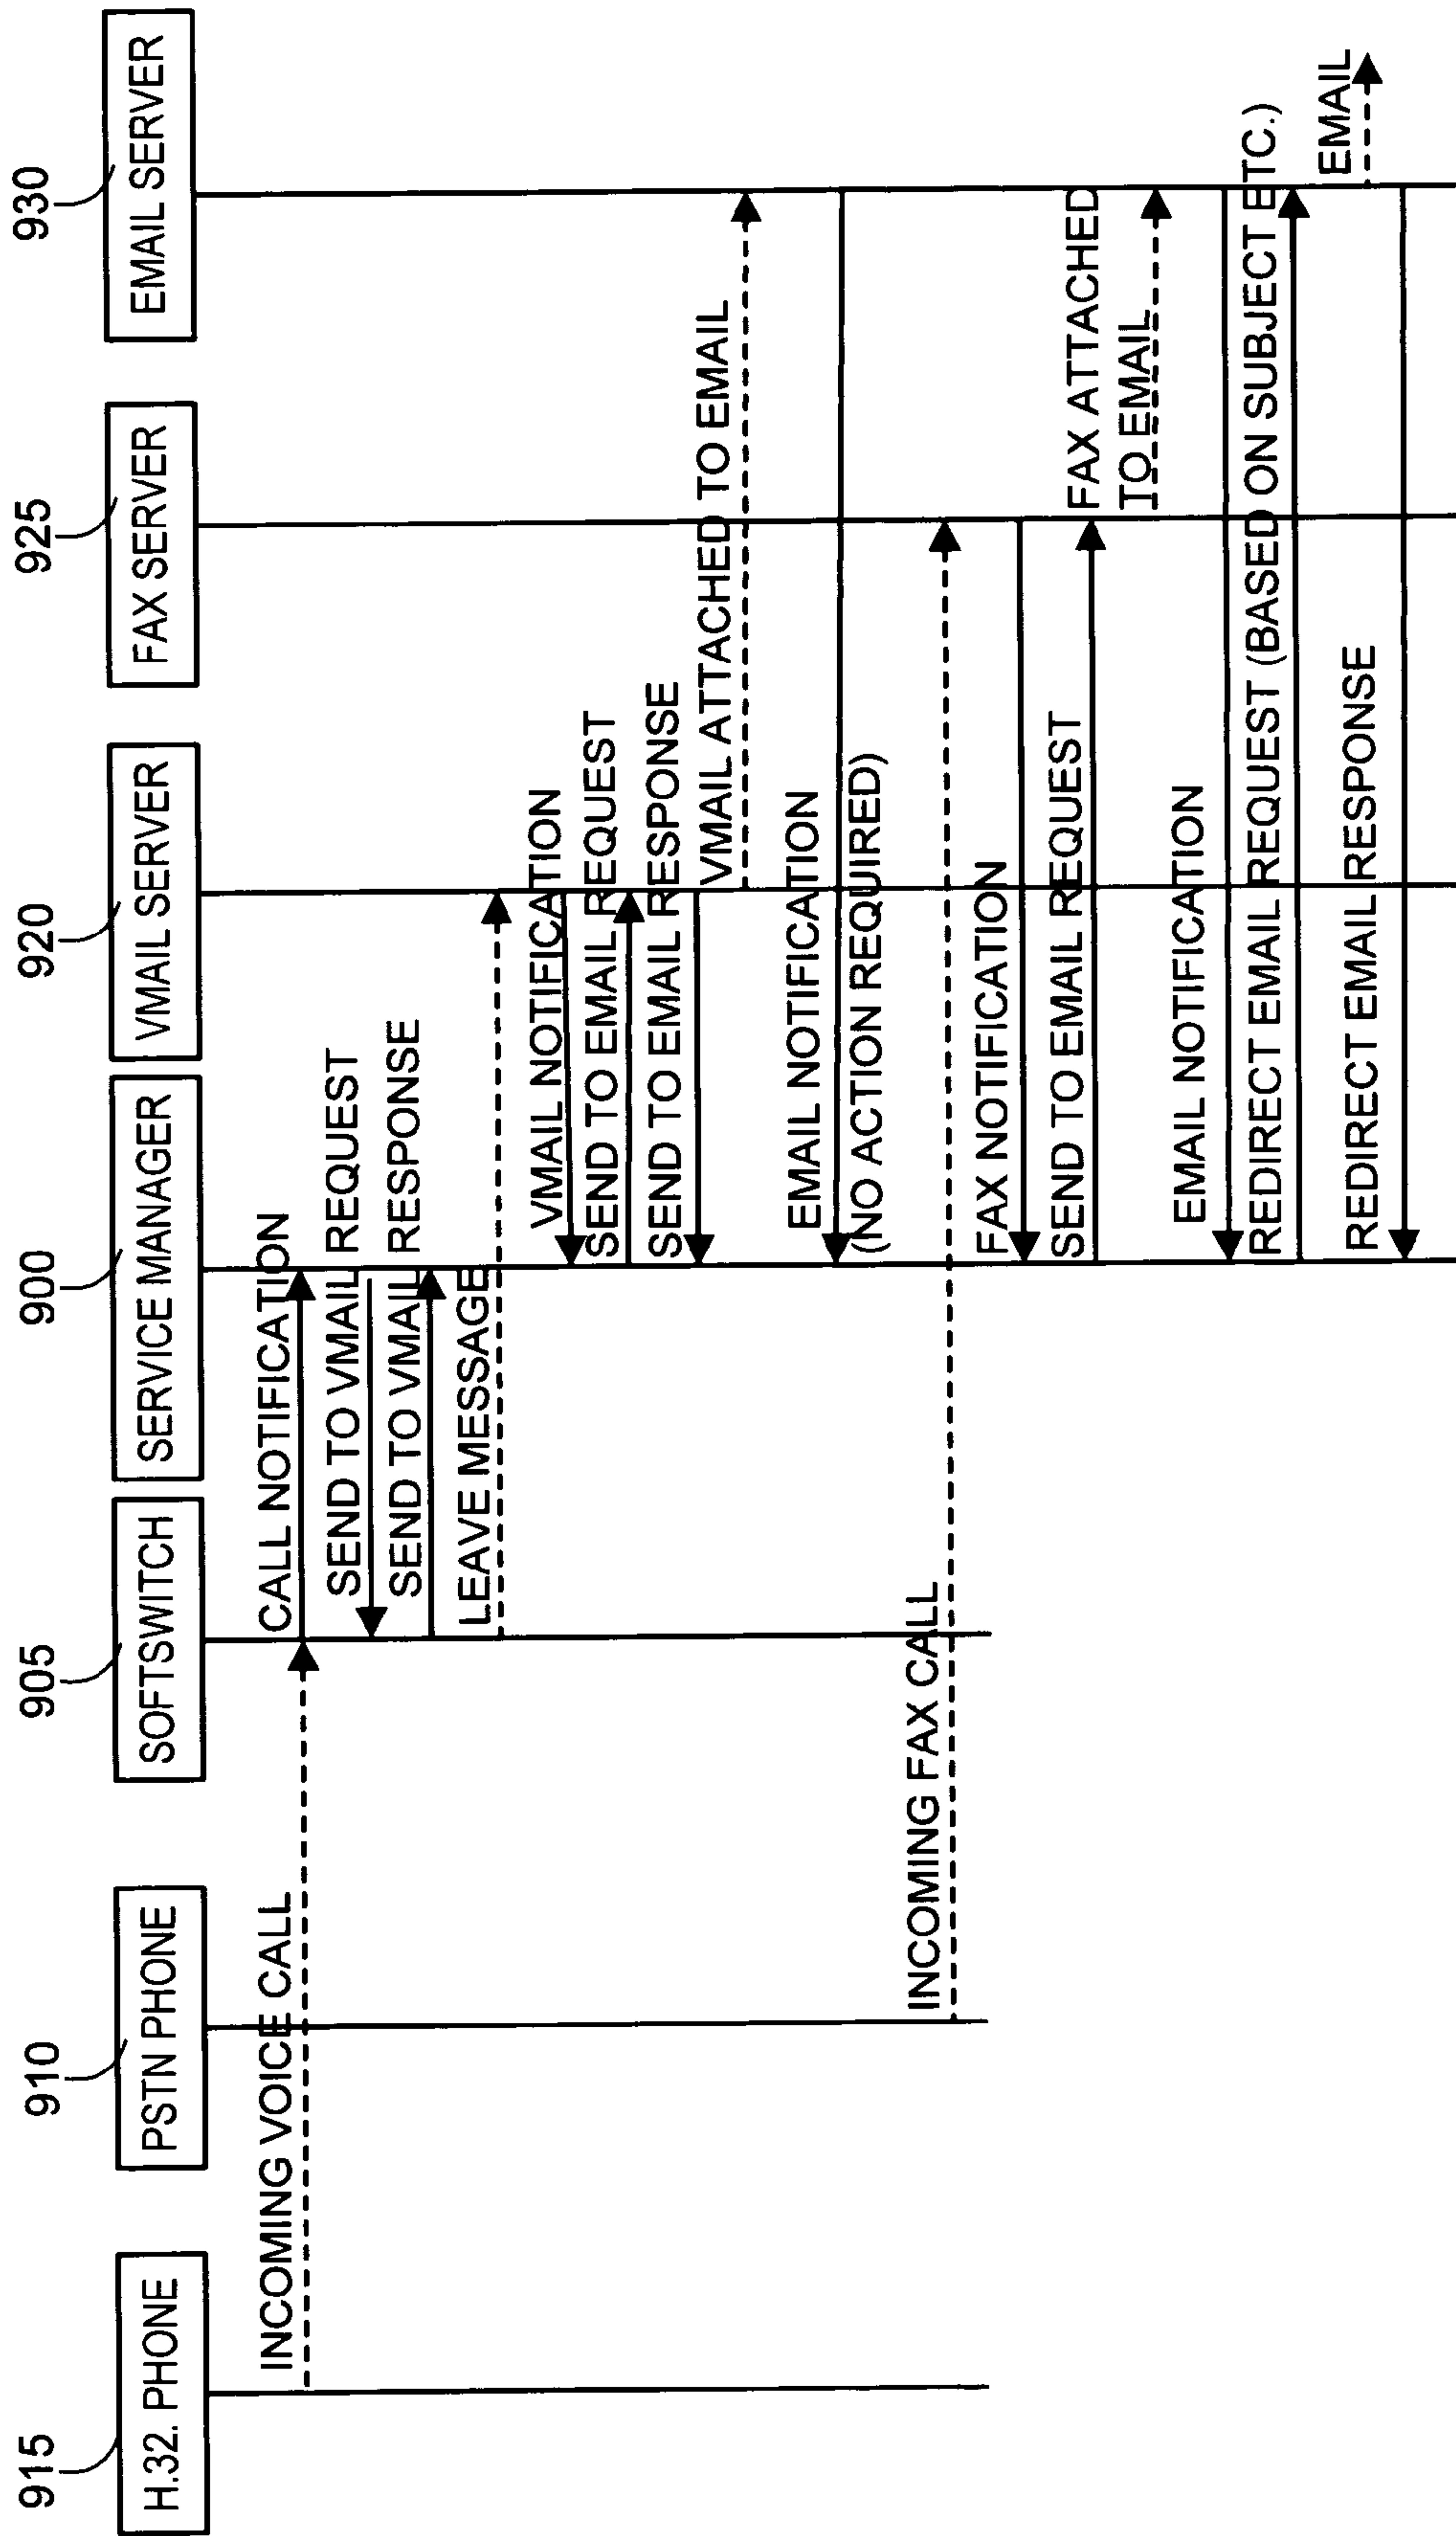 915
910
905
900
920
925
930
H.32. PHONE
PSTN PHONE
SOFTSWITCH
SERVICE MANAGER
VMAIL SERVER
FAX SERVER
EMAIL SERVER
INCOMING VOICE CALL
CALL NOTIFICATION
SEND TO VMAIL REQUEST
SEND TO VMAIL RESPONSE
LEAVE MESSAGE
VMAIL NOTIFICATION
SEND TO EMAIL REQUEST
SEND TO EMAIL RESPONSE
VMAIL ATTACHED TO EMAIL
EMAIL NOTIFICATION
(NO ACTION REQUIRED)
INCOMING FAX CALL
FAX NOTIFICATION
SEND TO EMAIL REQUEST
FAX ATTACHED
TO EMAIL
EMAIL NOTIFICATION
REDIRECT EMAIL REQUEST (BASED ON SUBJECT ETC.)
EMAIL
REDIRECT EMAIL RESPONSE